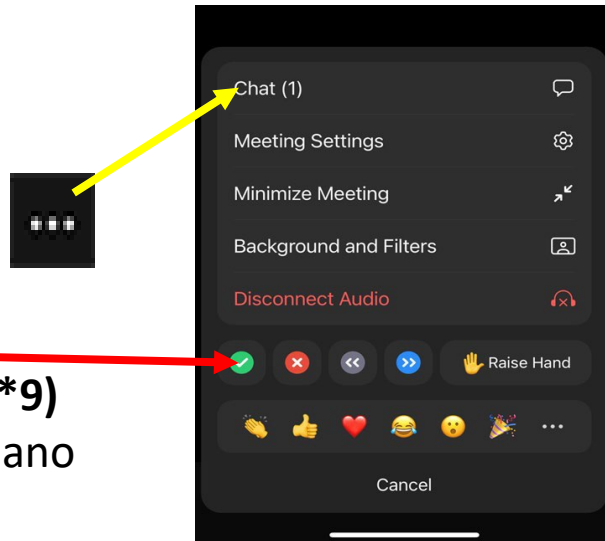 Chat (1)
Meeting Settings
Minimize Meeting
Background and Filters
Disconnect Audio
Raise Hand
*9)
ano
Cancel